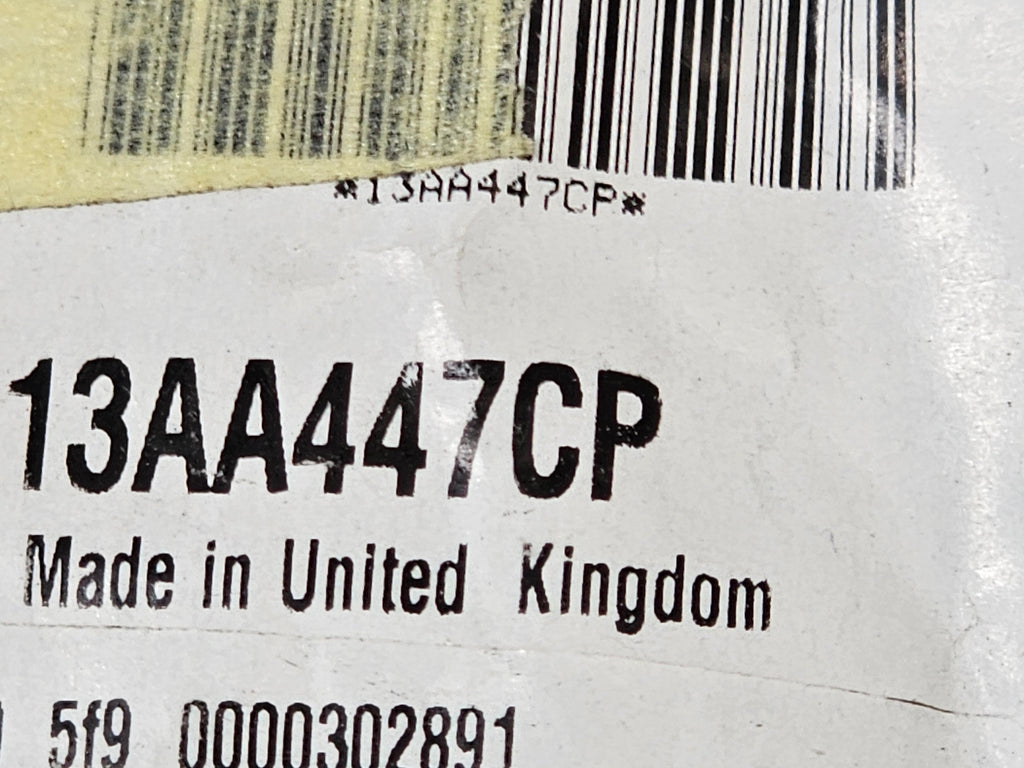 *13AA447CP*
13AA447CP
Made in United Kingdom
5f9 0000302891